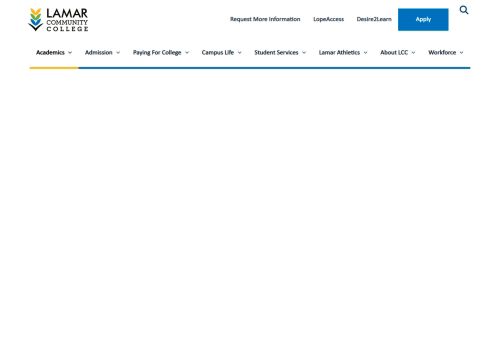 LAMAR
COMMUNITY
COLLEGE
Request More Information LopeAccess Desire2Learn Apply
Academics Admission Paying For College Campus Life Student Services Lamar Athletics About LCC Workforce